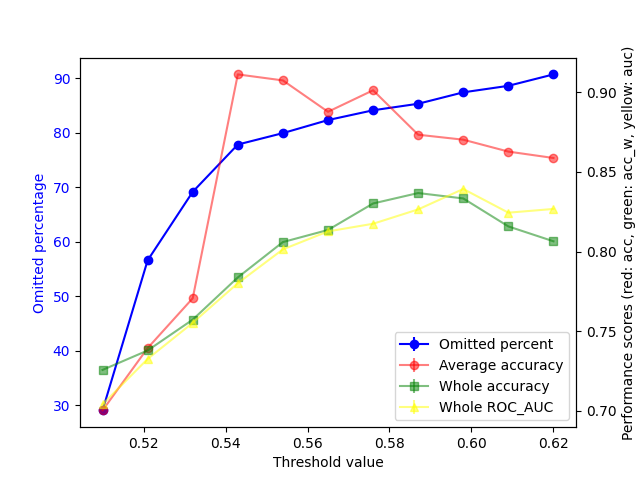 90
80
70
60
50
40
30
Omitted percentage
0.90
0.85
0.80
0.75
0.70
Performance scores (red: acc, green: acc_w, yellow: auc)
Omitted percent
Average accuracy
Whole accuracy
Whole ROC_AUC
0.52 0.54 0.56 0.58 0.60 0.62
Threshold value